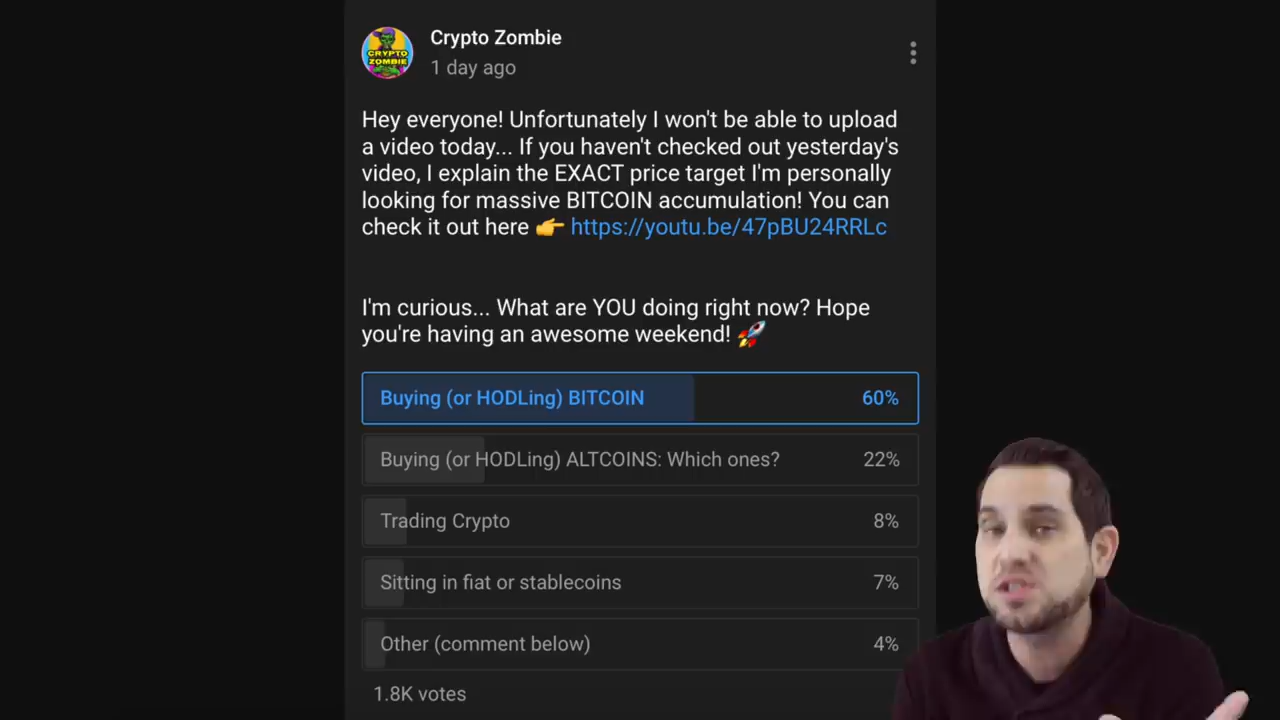 CRYPTO
ZOMBIE
Crypto Zombie
1 day ago
Hey everyone! Unfortunately I won't be able to upload
a video today... If you haven't checked out yesterday's
video, I explain the EXACT price target I'm personally
looking for massive BITCOIN accumulation! You can
check it out here 👉 https://youtu.be/47pBU24RRLc
I'm curious... What are YOU doing right now? Hope
you're having an awesome weekend! 🚀
Buying (or HODLing) BITCOIN 60%
Buying (or HODLing) ALTCOINS: Which ones? 22%
Trading Crypto 8%
Sitting in fiat or stablecoins 7%
Other (comment below) 4%
1.8K votes